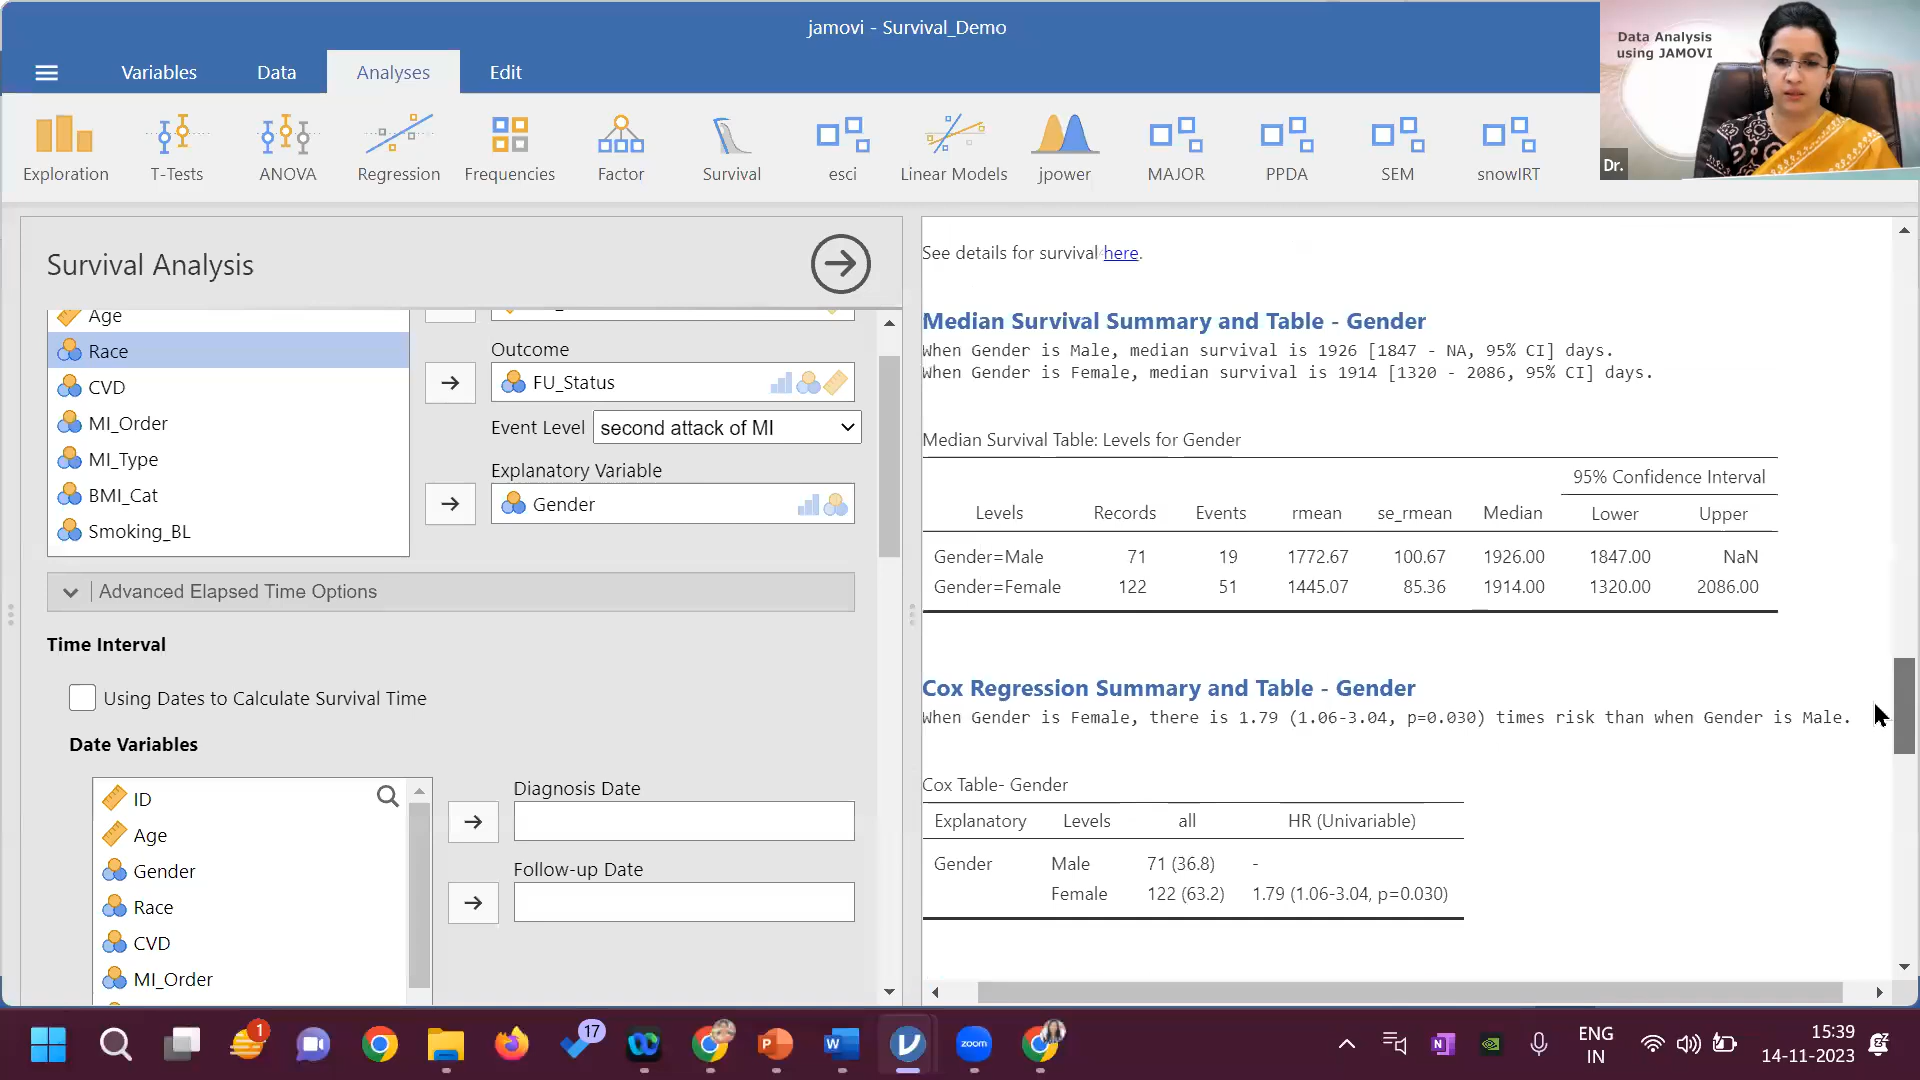 jamovi - Survival_Demo
Variables
Data
Analyses
Edit
Exploration
T-Tests
ANOVA
Regression
Frequencies
Factor
Survival
esci
Linear Models
jpower
MAJOR
PPDA
SEM
snowIRT
Data Analysis
using JAMOVI
Dr.
Survival Analysis
Age
Race
CVD
MI_Order
MI_Type
BMI_Cat
Smoking_BL
Outcome
FU_Status
Event Level second attack of MI
Explanatory Variable
Gender
Advanced Elapsed Time Options
Time Interval
Using Dates to Calculate Survival Time
Date Variables
ID
Age
Gender
Race
CVD
MI_Order
Diagnosis Date
Follow-up Date
See details for survival here.
Median Survival Summary and Table - Gender
When Gender is Male, median survival is 1926 [1847 - NA, 95% CI] days.
When Gender is Female, median survival is 1914 [1320 - 2086, 95% CI] days.
Median Survival Table: Levels for Gender
95% Confidence Interval
Levels Records Events rmean se_rmean Median Lower Upper
Gender=Male 71 19 1772.67 100.67 1926.00 1847.00 NaN
Gender=Female 122 51 1445.07 85.36 1914.00 1320.00 2086.00
Cox Regression Summary and Table - Gender
When Gender is Female, there is 1.79 (1.06-3.04, p=0.030) times risk than when Gender is Male.
Cox Table- Gender
Explanatory Levels all HR (Univariable)
Gender Male 71 (36.8) -
Female 122 (63.2) 1.79 (1.06-3.04, p=0.030)
1
17
zoom
ENG
IN
15:39
14-11-2023